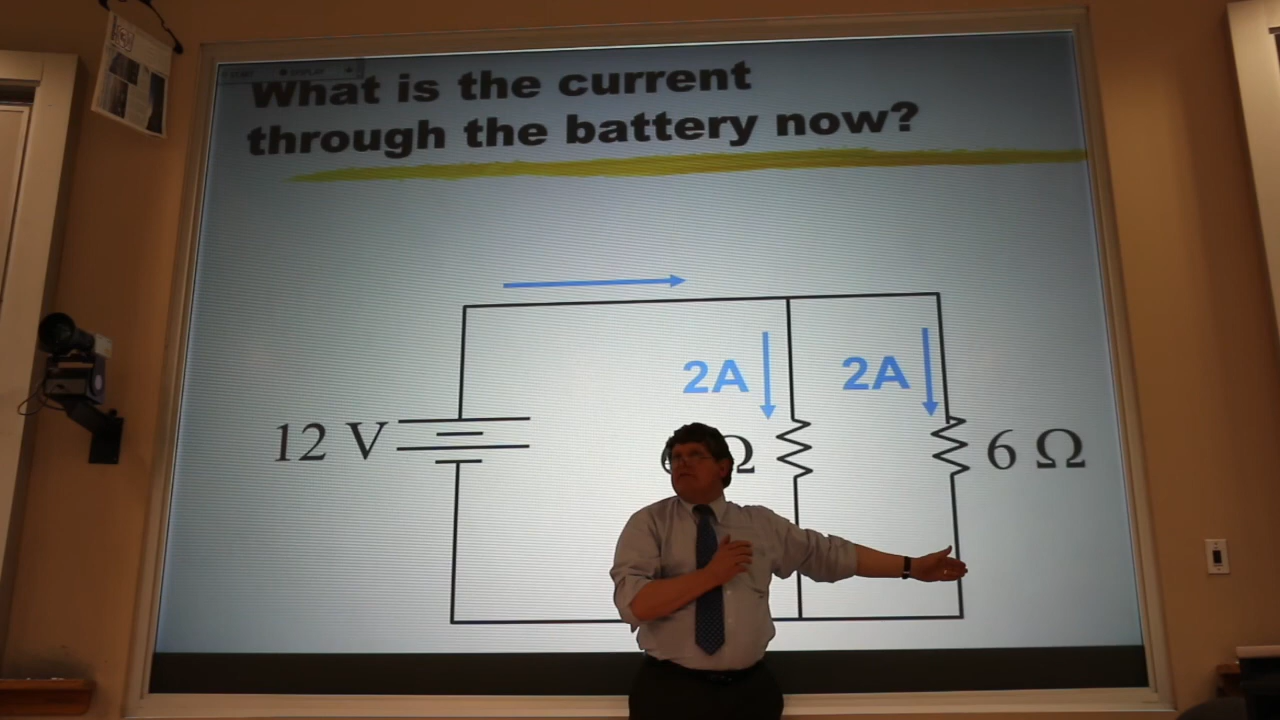 What is the current
through the battery now?
2A
2A
12 V
Ω
6 Ω